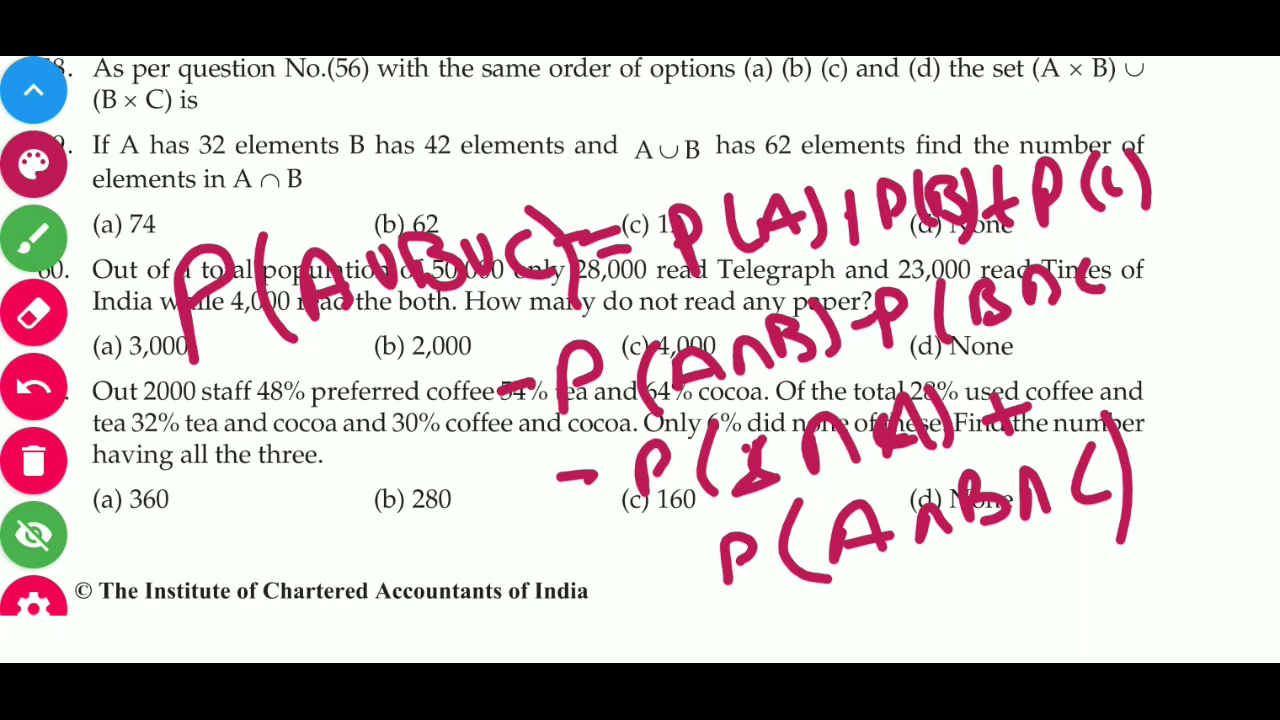 8. As per question No.(56) with the same order of options (a) (b) (c) and (d) the set (A × B) ∪
(B × C) is
9. If A has 32 elements B has 42 elements and A ∪ B has 62 elements find the number of
elements in A ∩ B
(a) 74 (b) 62 (c) 1 (d) None
P(A∪B∪C) = P(A) + P(B) + P(C)
60. Out of a total population of 50,000 only 28,000 read Telegraph and 23,000 read Times of
India while 4,000 read the both. How many do not read any paper?
- P(A∩B) - P(B∩C
(a) 3,000 (b) 2,000 (c) 4,000 (d) None
Out 2000 staff 48% preferred coffee 54% tea and 64% cocoa. Of the total 28% used coffee and
tea 32% tea and cocoa and 30% coffee and cocoa. Only 6% did none of these. Find the number
having all the three.
- P( ∩ A) +
(a) 360 (b) 280 (c) 160 (d) None
P(A∩B∩C)
© The Institute of Chartered Accountants of India